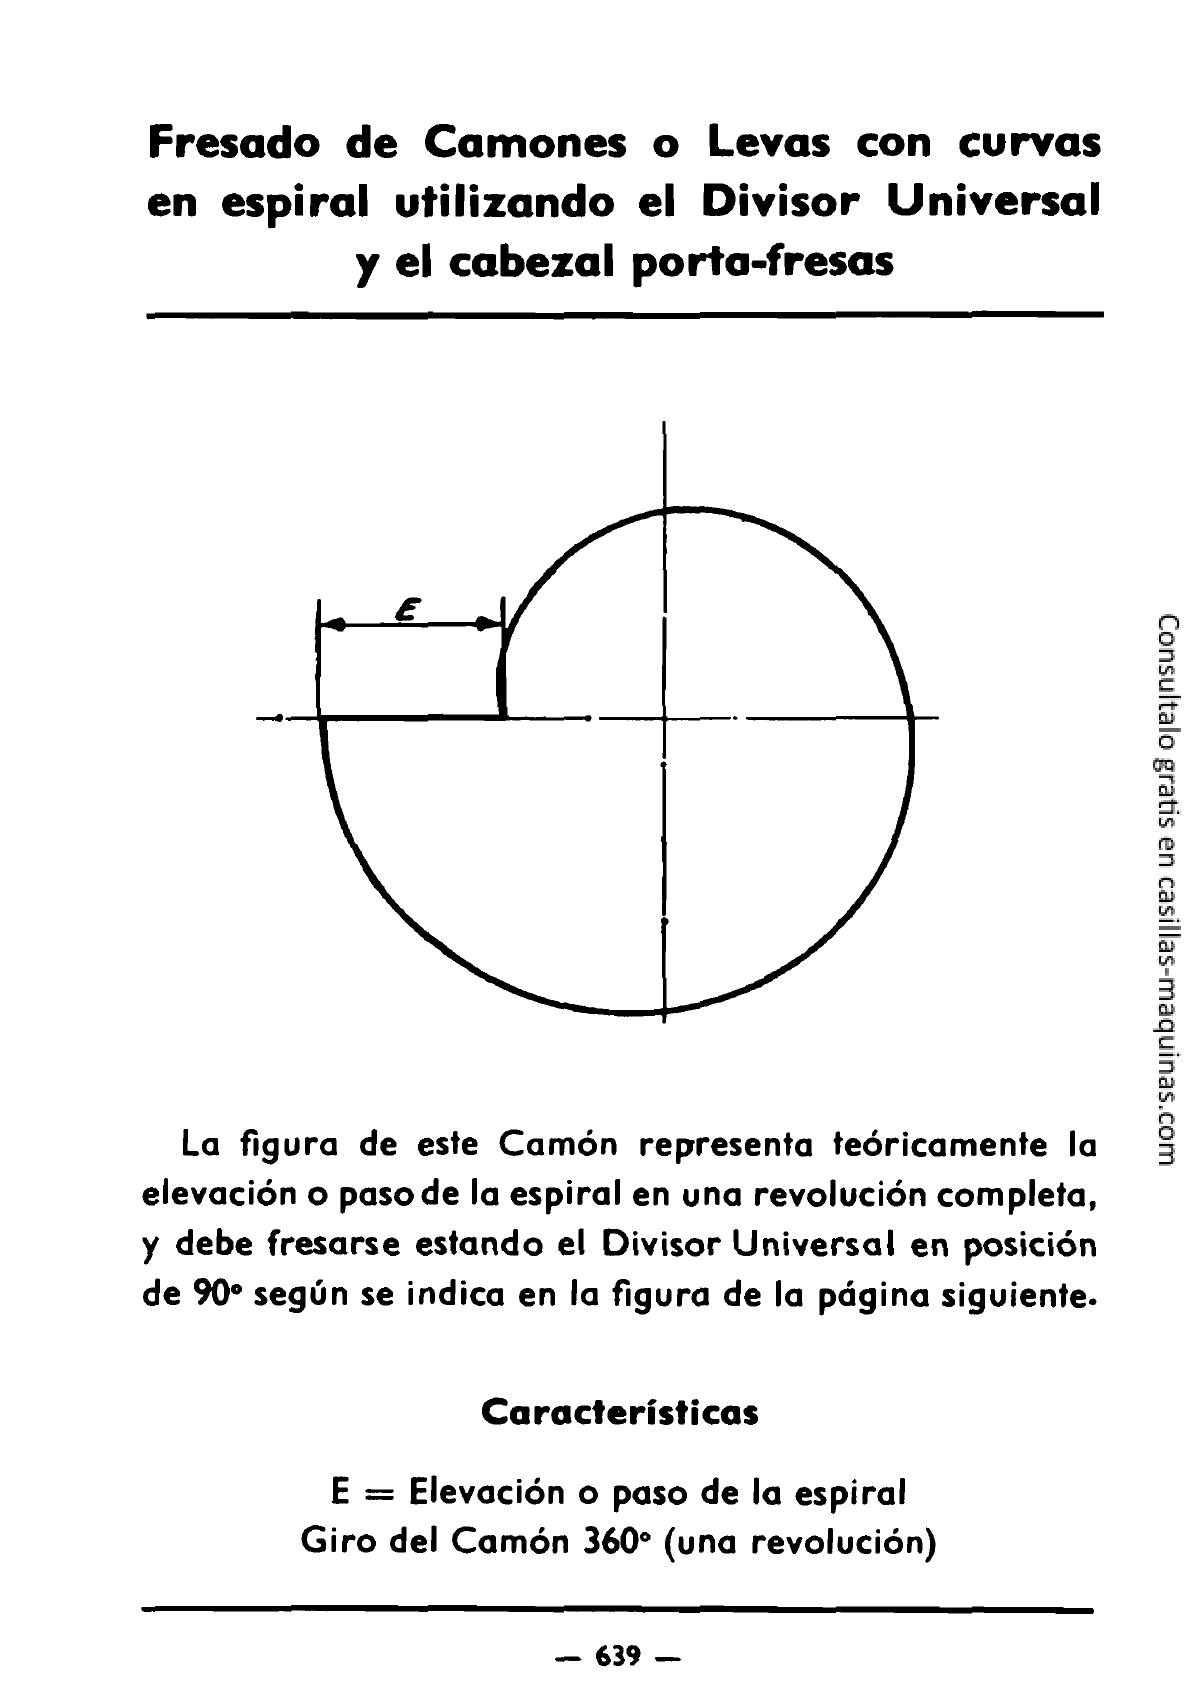 Fresado de Camones o Levas con curvas
en espiral utilizando el Divisor Universal
y el cabezal porta-fresas
E
La figura de este Camón representa teóricamente la
elevación o paso de la espiral en una revolución completa,
y debe fresarse estando el Divisor Universal en posición
de 90° según se indica en la figura de la página siguiente.
Características
E = Elevación o paso de la espiral
Giro del Camón 360° (una revolución)
— 639 —
Consultalo gratis en casillas-maquinas.com